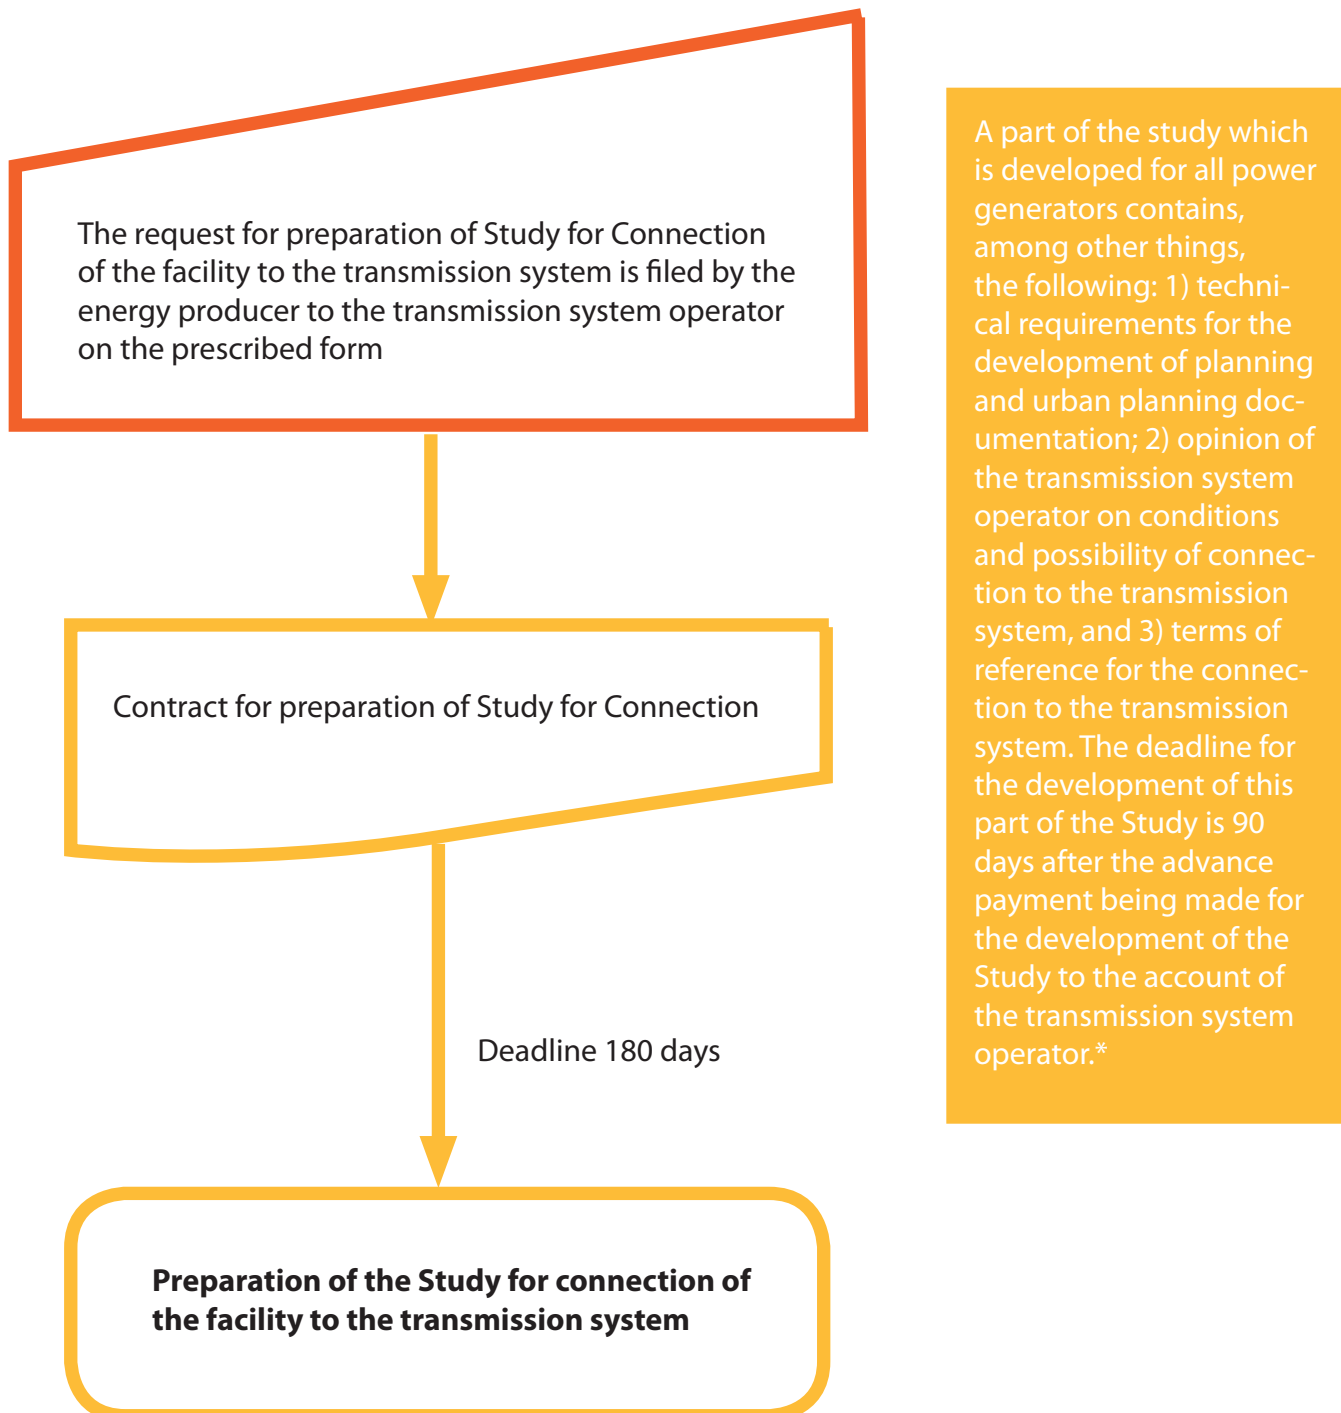 The request for preparation of Study for Connection
of the facility to the transmission system is filed by the
energy producer to the transmission system operator
on the prescribed form
Contract for preparation of Study for Connection
Deadline 180 days
Preparation of the Study for connection of
the facility to the transmission system
A part of the study which
is developed for all power
generators contains,
among other things,
the following: 1) techni-
cal requirements for the
development of planning
and urban planning doc-
umentation; 2) opinion of
the transmission system
operator on conditions
and possibility of connec-
tion to the transmission
system, and 3) terms of
reference for the connec-
tion to the transmission
system. The deadline for
the development of this
part of the Study is 90
days after the advance
payment being made for
the development of the
Study to the account of
the transmission system
operator.*